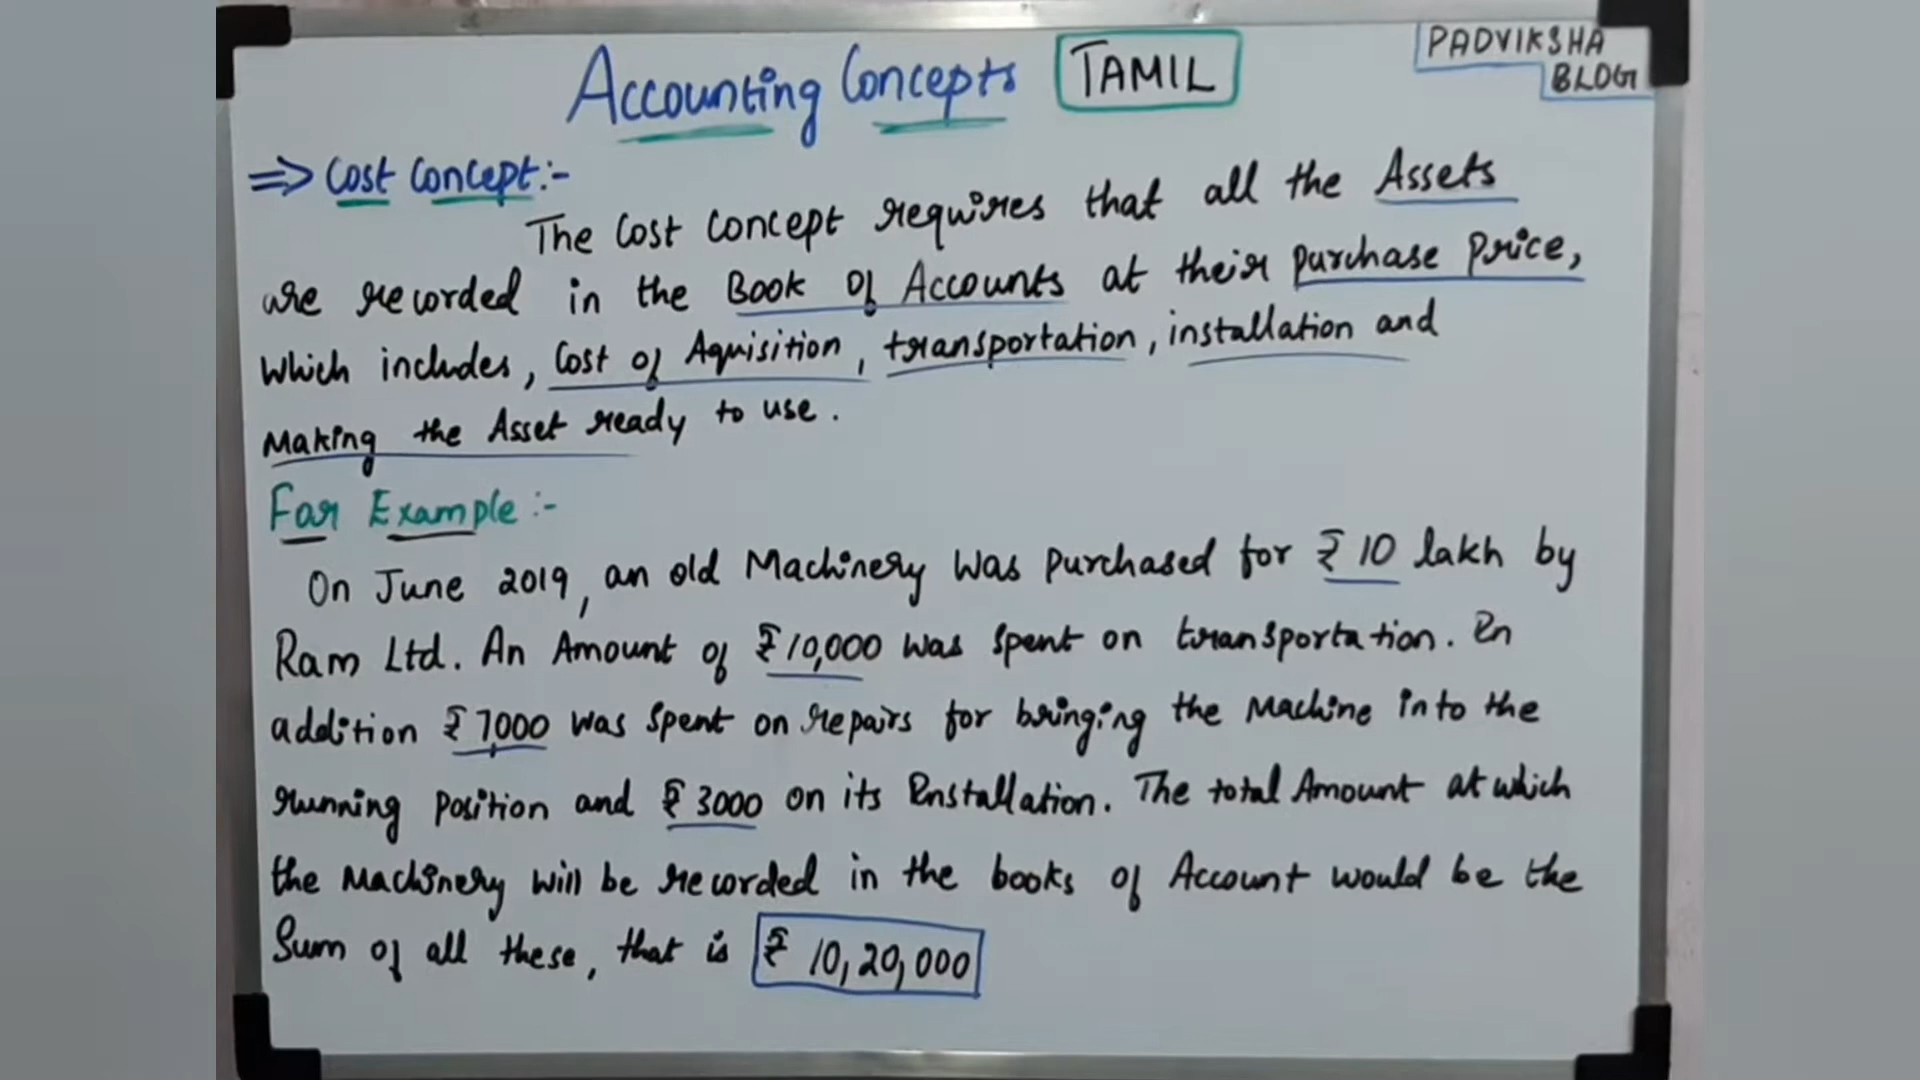 Accounting Concepts TAMIL
PADVIKSHA
BLOG
⇒ Cost Concept:-
The Cost Concept requires that all the Assets
are recorded in the Book Of Accounts at their purchase price,
Which includes, Cost of Aquisition, transportation, installation and
Making the Asset ready to use.
For Example:-
On June 2019, an old Machinery Was purchased for ₹ 10 lakh by
Ram Ltd. An Amount of ₹ 10,000 was spent on transportation. In
addition ₹ 7,000 was spent on repairs for bringing the Machine into the
running position and ₹ 3000 on its Installation. The total Amount at which
the Machinery will be recorded in the books of Account would be the
Sum of all these, that is ₹ 10,20,000